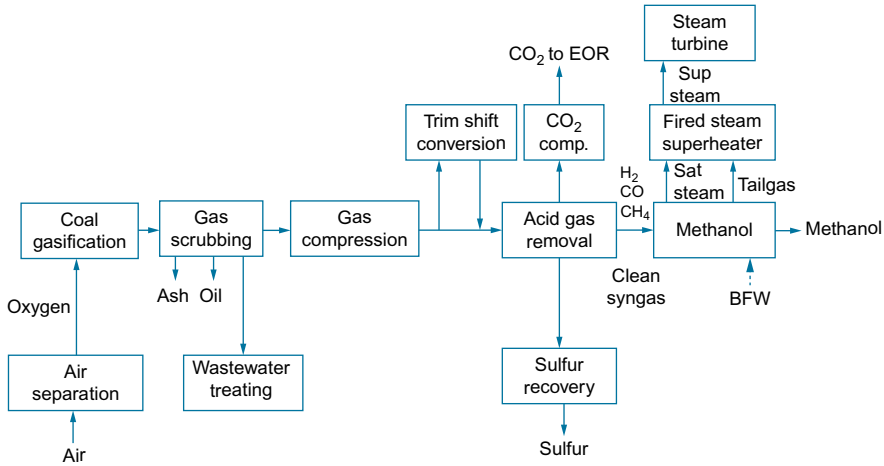 Steam
turbine
CO₂ to EOR
Sup
steam
Trim shift
conversion
CO₂
comp.
Fired steam
superheater
H₂
CO
CH₄
Sat
steam
Tailgas
Coal
gasification
Gas
scrubbing
Gas
compression
Acid gas
removal
Methanol
Methanol
Clean
syngas
BFW
Ash
Oil
Oxygen
Air
separation
Wastewater
treating
Sulfur
recovery
Air
Sulfur